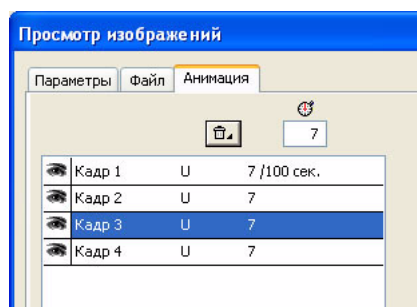 Просмотр изображений
Параметры Файл Анимация
7
Кадр 1 U 7 /100 сек.
Кадр 2 U 7
Кадр 3 U 7
Кадр 4 U 7